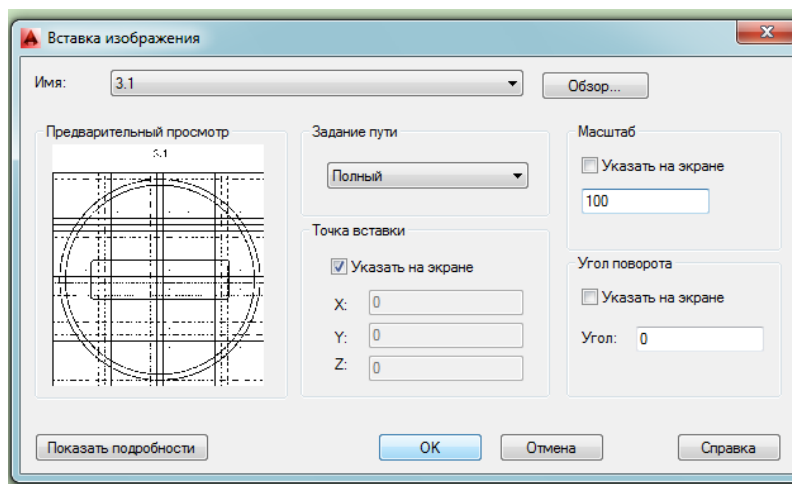 Вставка изображения
Имя:
3.1
Обзор...
Предварительный просмотр
3.1
Задание пути
Полный
Масштаб
Указать на экране
100
Точка вставки
Указать на экране
X:
0
Y:
0
Z:
0
Угол поворота
Указать на экране
Угол:
0
Показать подробности
OK
Отмена
Справка